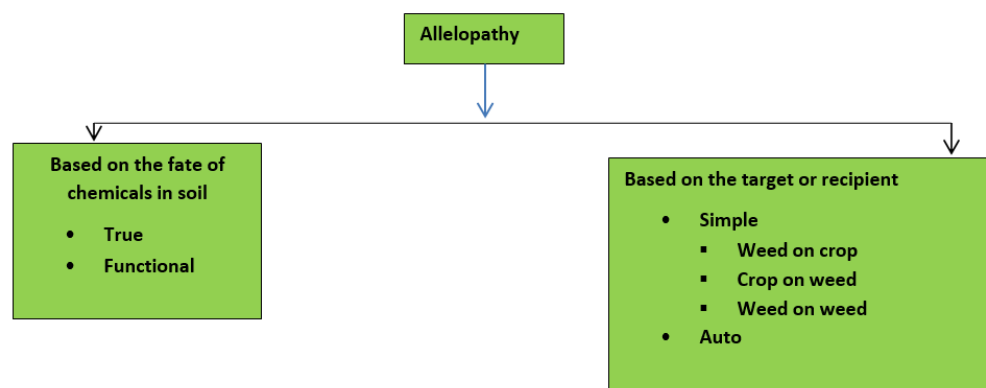 Allelopathy
Based on the fate of
chemicals in soil
• True
• Functional
Based on the target or recipient
• Simple
▪ Weed on crop
▪ Crop on weed
▪ Weed on weed
• Auto